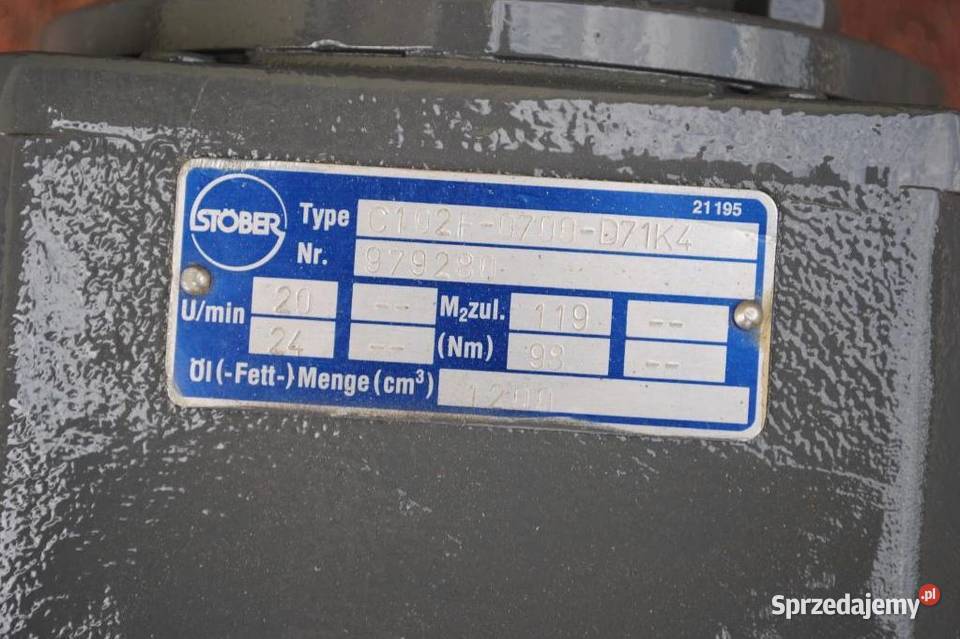 STÖBER
21195
Type C102F-0700-D71K4
Nr. 979280
U/min 20 -- M₂zul. 119 --
24 -- (Nm) 98 --
Öl (-Fett-) Menge (cm³) 1200
Sprzedajemy.pl